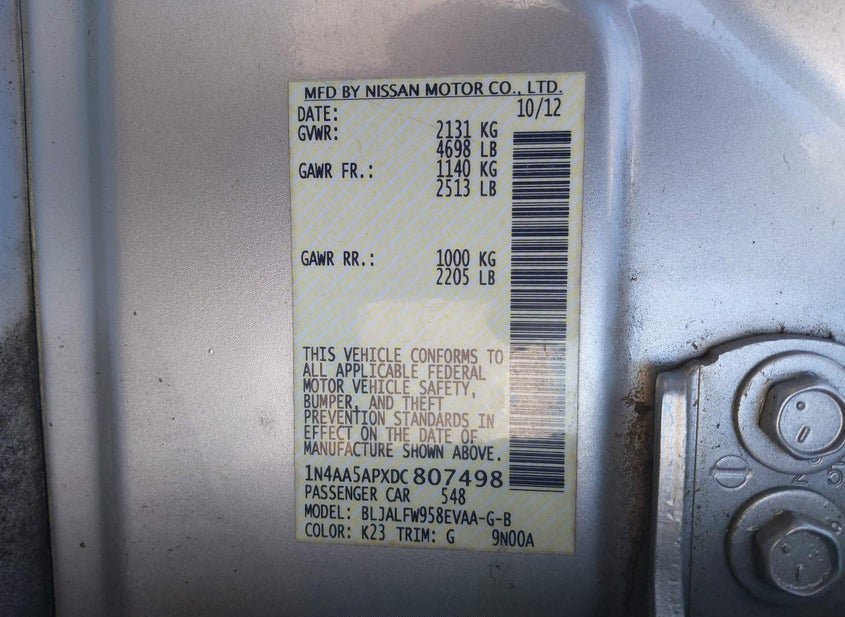 MFD BY NISSAN MOTOR CO., LTD.
DATE: 10/12
GVWR: 2131 KG
4698 LB
GAWR FR.: 1140 KG
2513 LB
GAWR RR.: 1000 KG
2205 LB
THIS VEHICLE CONFORMS TO
ALL APPLICABLE FEDERAL
MOTOR VEHICLE SAFETY,
BUMPER, AND THEFT
PREVENTION STANDARDS IN
EFFECT ON THE DATE OF
MANUFACTURE SHOWN ABOVE.
1N4AA5APXDC807498
PASSENGER CAR 548
MODEL: BLJALFW958EVAA-G-B
COLOR: K23 TRIM: G 9N00A